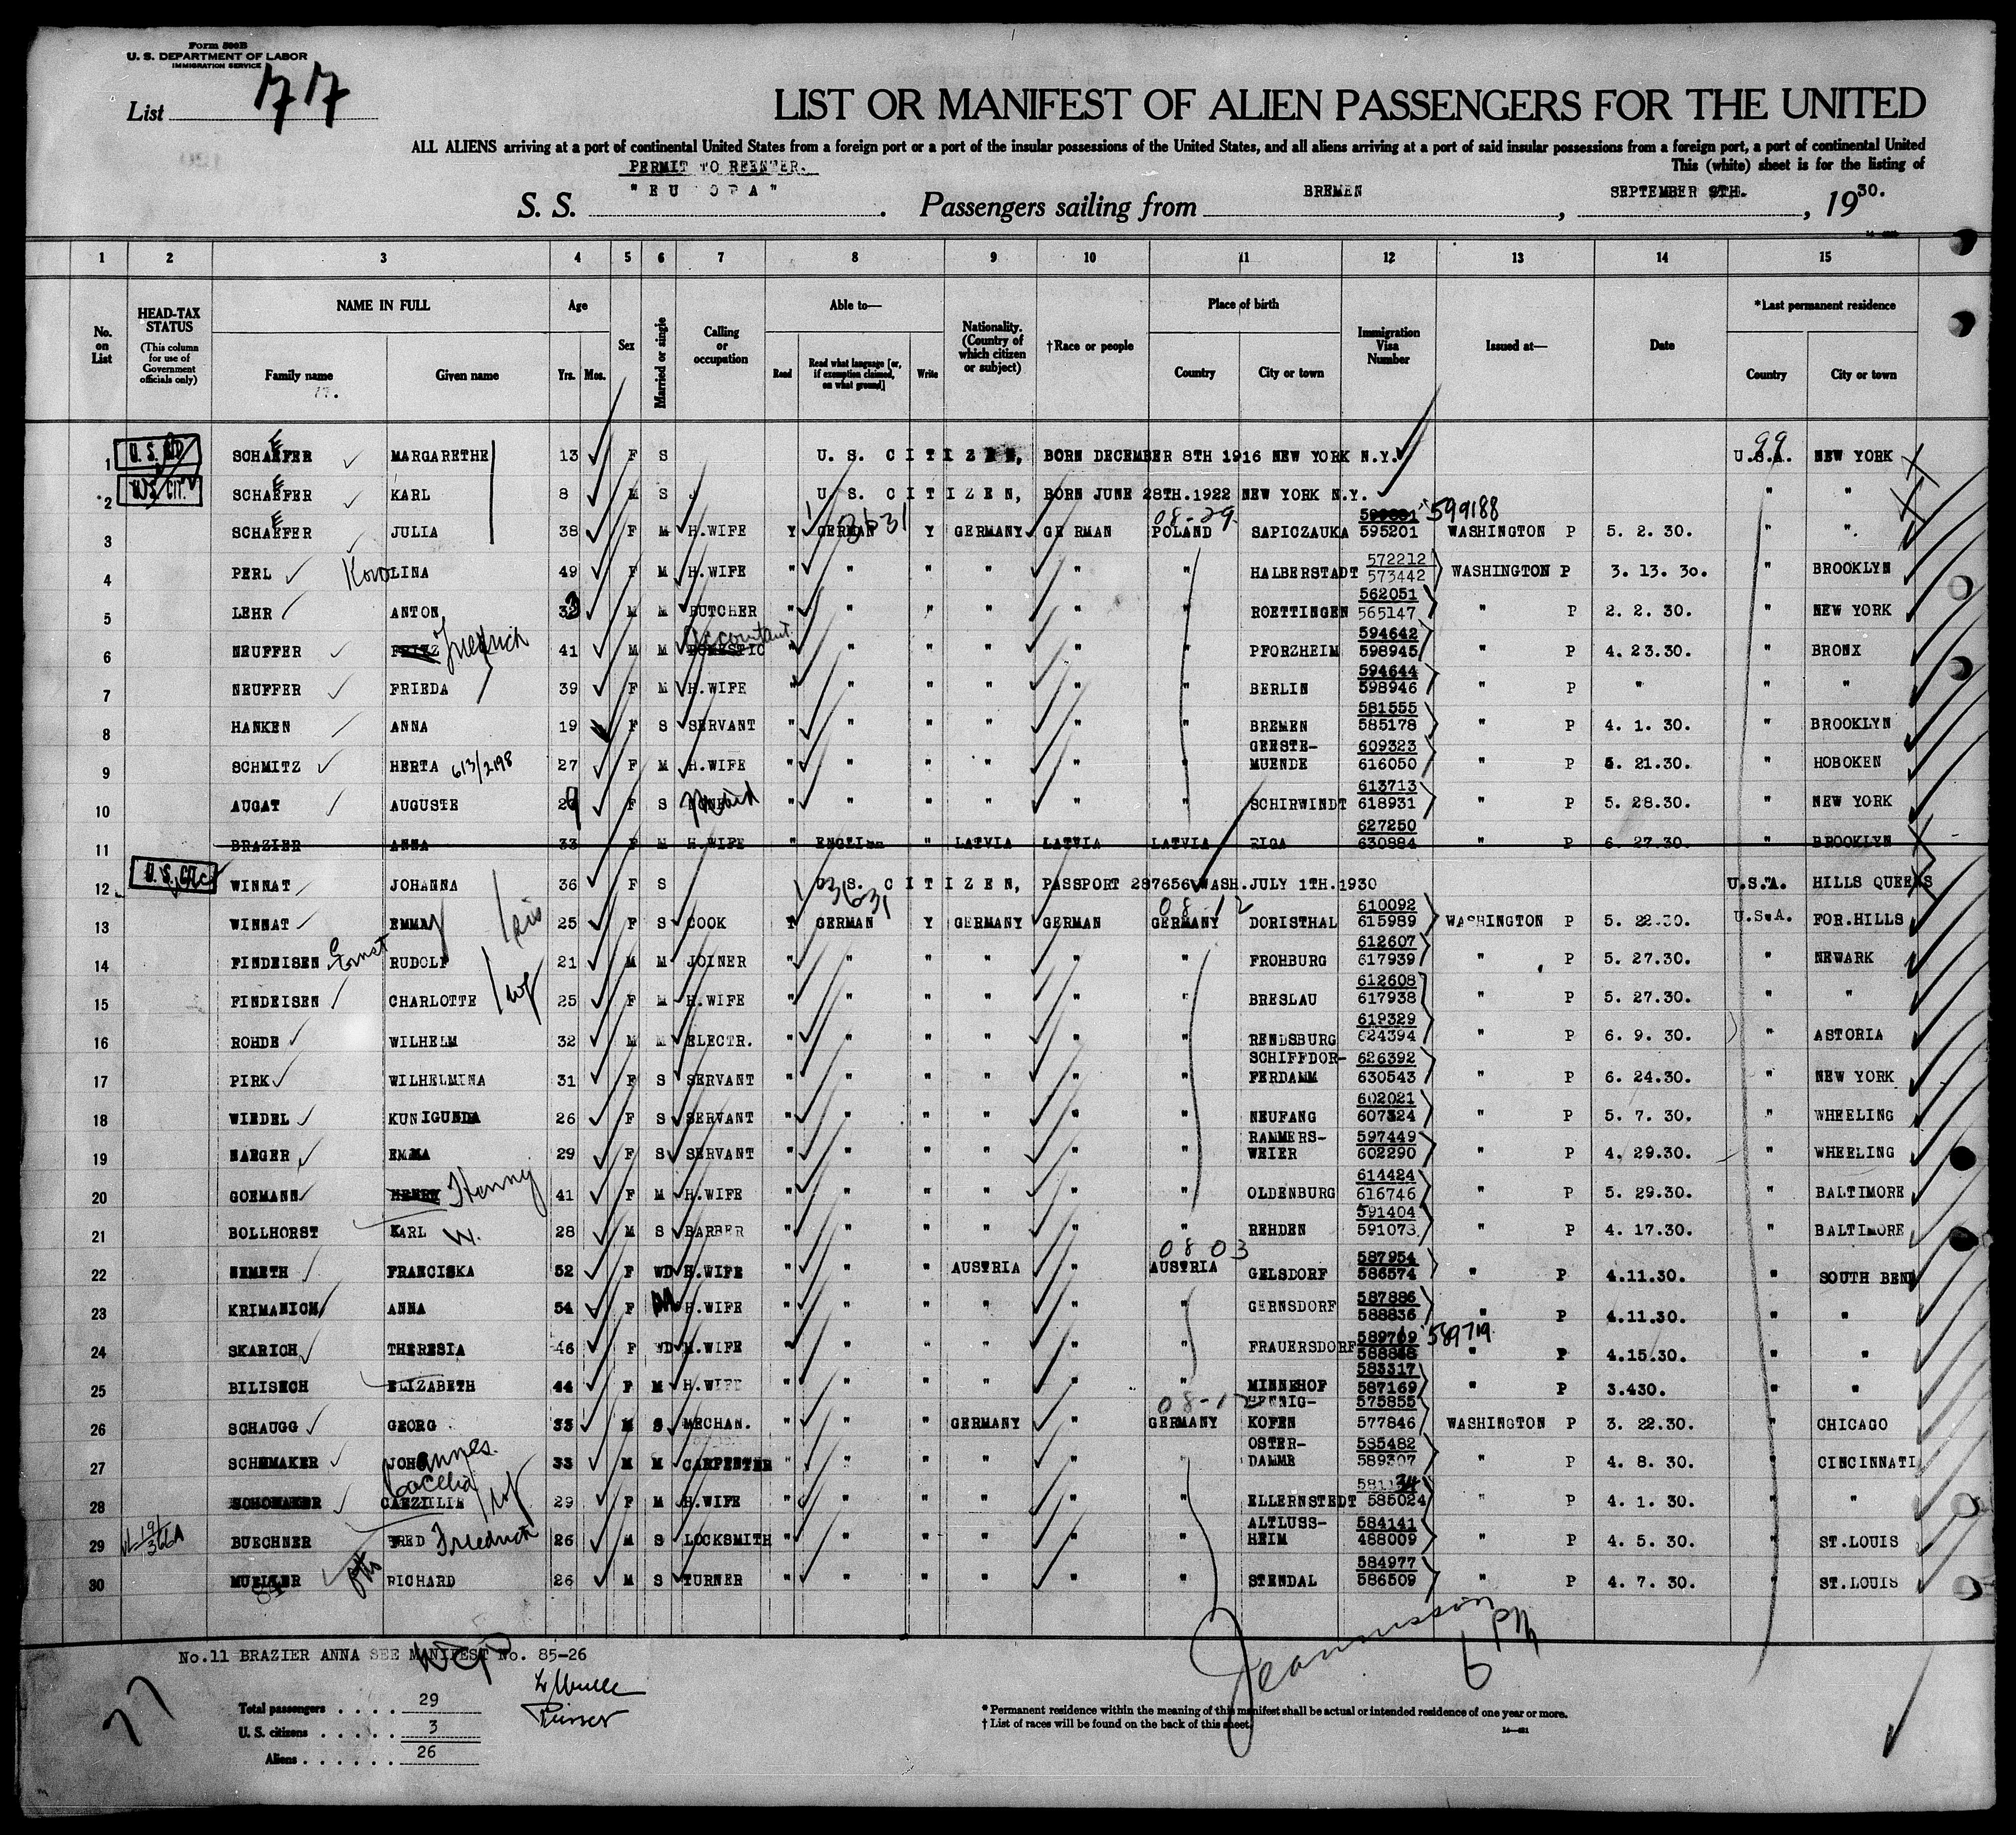 Form 500B
U. S. DEPARTMENT OF LABOR
IMMIGRATION SERVICE
List 77
LIST OR MANIFEST OF ALIEN PASSENGERS FOR THE UNITED
ALL ALIENS arriving at a port of continental United States from a foreign port or a port of the insular possessions of the United States, and all aliens arriving at a port of said insular possessions from a foreign port, a port of continental United
This (white) sheet is for the listing of
PERMIT TO REENTER.
S. S. "EUROPA". Passengers sailing from BREMEN, SEPTEMBER 9TH., 1930.
1 2 3 4 5 6 7 8 9 10 11 12 13 14 15
No. on List
HEAD-TAX STATUS (This column for use of Government officials only)
NAME IN FULL
Family name Given name
Age Yrs. Mos.
Sex
Married or single
Calling or occupation
Able to—
Read Read what language [or, if exemption claimed, on what ground] Write
Nationality. (Country of which citizen or subject)
†Race or people
Place of birth
Country City or town
Immigration Visa Number
Issued at—
Date
*Last permanent residence
Country City or town
1 SCHAEFER MARGARETHE 13 F S U. S. CITIZEN, BORN DECEMBER 8TH 1916 NEW YORK N.Y. U.S.A. NEW YORK
2 U.S. CIT. SCHAEFER KARL 8 M S U. S. CITIZEN, BORN JUNE 28TH.1922 NEW YORK N.Y. " "
3 SCHAEFER JULIA 38 F M H.WIFE Y GERMAN Y GERMANY GERMAN POLAND SAPICZAUKA 595201 599188 WASHINGTON P 5. 2. 30. " "
4 PERL KAROLINA 49 F M H.WIFE " " " " " " HALBERSTADT 572212 573442 WASHINGTON P 3. 13. 30. " BROOKLYN
5 LEHR ANTON 33 M M BUTCHER " " " " " " ROETTINGEN 562051 565147 " P 2. 2. 30. " NEW YORK
6 NEUFFER FRITZ Friedrich 41 M M DOMESTIC accountant " " " " " " PFORZHEIM 594642 598945 " P 4. 23.30. " BRONX
7 NEUFFER FRIEDA 39 F M H.WIFE " " " " " " BERLIN 594644 598946 " P " " "
8 HANKEN ANNA 19 F S SERVANT " " " " " " BREMEN 581555 585178 " P 4. 1. 30. " BROOKLYN
9 SCHMITZ HERTA 613/2198 27 F M H.WIFE " " " " " " GEESTE-MUENDE 609323 616050 " P 5. 21.30. " HOBOKEN
10 AUGAT AUGUSTE 29 F S Maid " " " " " " SCHIRWINDT 613713 618931 " P 5. 28.30. " NEW YORK
11 BRAZIER ANNA 33 F M H.WIFE " ENGLISH " LATVIA LATVIA LATVIA RIGA 627250 630884 " P 6. 27.30. " BROOKLYN
12 WINNAT JOHANNA 36 F S U. S. CITIZEN, PASSPORT 287656 WASH.JULY 1TH.1930 U.S.A. HILLS QUEENS
13 WINNAT EMMA 25 F S COOK Y GERMAN Y GERMANY GERMAN GERMANY DORISTHAL 610092 615989 WASHINGTON P 5. 22.30. U.S.A. FOR.HILLS
14 FINDEISEN Ernst RUDOLF 21 M M JOINER " " " " " " FROHBURG 612607 617939 " P 5. 27.30. " NEWARK
15 FINDEISEN CHARLOTTE 25 F M H.WIFE " " " " " " BRESLAU 612608 617938 " P 5. 27.30. " "
16 ROHDE WILHELM 32 M M ELECTR. " " " " " " RENDSBURG 619329 624394 " P 6. 9. 30. " ASTORIA
17 PIRK WILHELMINA 31 F S SERVANT " " " " " " SCHIFFDOR-FERDAMM 626392 630543 " P 6. 24.30. " NEW YORK
18 WIEDEL KUNIGUNDA 26 F S SERVANT " " " " " " NEUFANG 602021 607324 " P 5. 7. 30. " WHEELING
19 NAEGER EMMA 29 F S SERVANT " " " " " " RAMMERS-WEIER 597449 602290 " P 4. 29.30. " WHEELING
20 GOEMANN HENRY Henny 41 F M H.WIFE " " " " " " OLDENBURG 614424 616746 " P 5. 29.30. " BALTIMORE
21 BOLLHORST KARL W. 28 M S BARBER " " " " " " REHDEN 591404 591073 " P 4. 17.30. " BALTIMORE
22 NEMETH FRANCISKA 52 F WD H.WIFE " " " AUSTRIA " AUSTRIA GELSDORF 587954 586574 " P 4.11.30. " SOUTH BEND
23 KRIMANICH ANNA 54 F M H.WIFE " " " " " " GERNSDORF 587886 588836 " P 4.11.30. " "
24 SKARICH THERESIA 46 F WD H.WIFE " " " " " " FRAUERSDORF 589719 " P 4.15.30. " "
25 BILISECH ELIZABETH 44 F M H.WIFE " " " " " " MINNEHOF 583317 587169 " P 3.430. " "
26 SCHAUGG GEORG 33 M S MECHAN. " " " GERMANY " GERMANY KOFEN 575855 577846 WASHINGTON P 3. 22.30. " CHICAGO
27 SCHEMAKER Johannes. 33 M M CARPENTER " " " " " " OSTER-DAMME 585482 589307 " P 4. 8. 30. " CINCINNATI
28 SCHOMAKER CAEZILIE Caecelia 29 F M H.WIFE " " " " " " ELLERNSTEDT 585024 " P 4. 1. 30. " "
29 BUECHNER FRED Friedrich 26 M S LOCKSMITH " " " " " " ALTLUSS-HEIM 584141 488009 " P 4. 5. 30. " ST.LOUIS
30 MUELLER Otto RICHARD 26 M S TURNER " " " " " " STENDAL 584977 586509 " P 4. 7. 30. " ST.LOUIS
No.11 BRAZIER ANNA SEE MANIFEST No. 85-26
77
Total passengers . . . . 29
U. S. citizens . . . . . 3
Aliens . . . . . . 26
* Permanent residence within the meaning of this manifest shall be actual or intended residence of one year or more.
† List of races will be found on the back of this sheet.